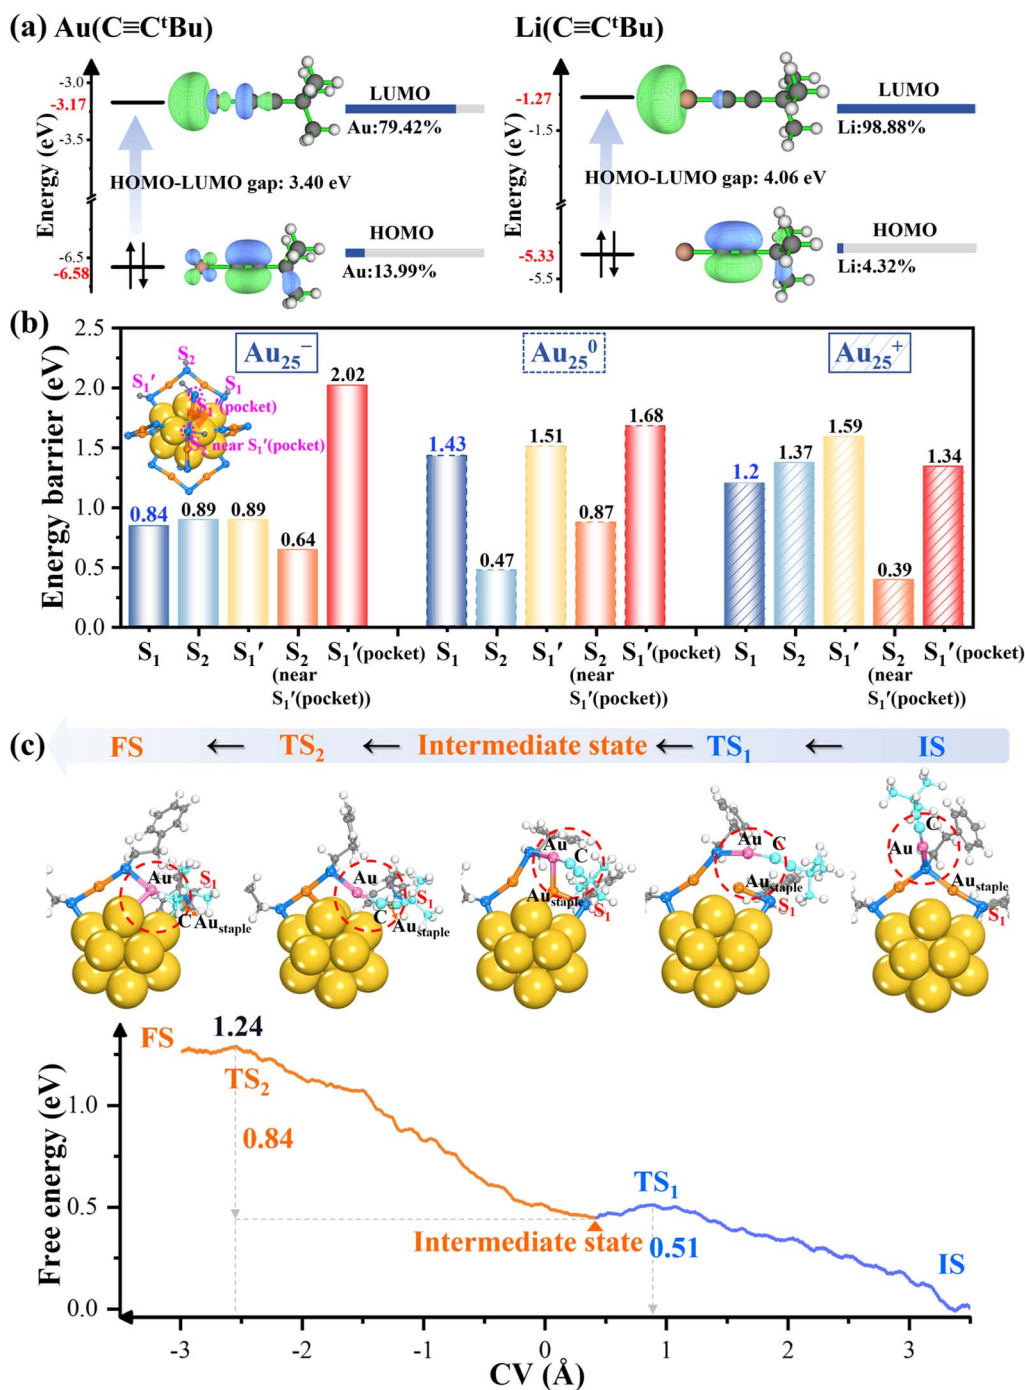 (a) Au(C≡CᵗBu)
Li(C≡CᵗBu)
Energy (eV)
-3.0
-3.17
-3.5
-6.5
-6.58
LUMO
Au:79.42%
HOMO-LUMO gap: 3.40 eV
HOMO
Au:13.99%
Energy (eV)
-1.27
-1.5
-5.33
-5.5
LUMO
Li:98.88%
HOMO-LUMO gap: 4.06 eV
HOMO
Li:4.32%
(b)
Energy barrier (eV)
2.5
2.0
1.5
1.0
0.5
0.0
Au₂₅⁻
Au₂₅⁰
Au₂₅⁺
S₂
S₁′
S₁
S₁′(pocket)
S₂ near S₁′(pocket)
0.84
0.89
0.89
0.64
2.02
1.43
0.47
1.51
0.87
1.68
1.2
1.37
1.59
0.39
1.34
S₁ S₂ S₁′ S₂ S₁′(pocket) S₁ S₂ S₁′ S₂ S₁′(pocket) S₁ S₂ S₁′ S₂ S₁′(pocket)
(near (near (near
S₁′(pocket)) S₁′(pocket)) S₁′(pocket))
(c)
FS ← TS₂ ← Intermediate state ← TS₁ ← IS
Au
S₁
C Au_staple
Au
S₁
C
Au_staple
Au
C
Au_staple
S₁
Au
C
Au_staple
S₁
C
Au
Au_staple
S₁
Free energy (eV)
1.0
0.5
0.0
FS
1.24
TS₂
0.84
Intermediate state
TS₁
0.51
IS
-3 -2 -1 0 1 2 3
CV (Å)